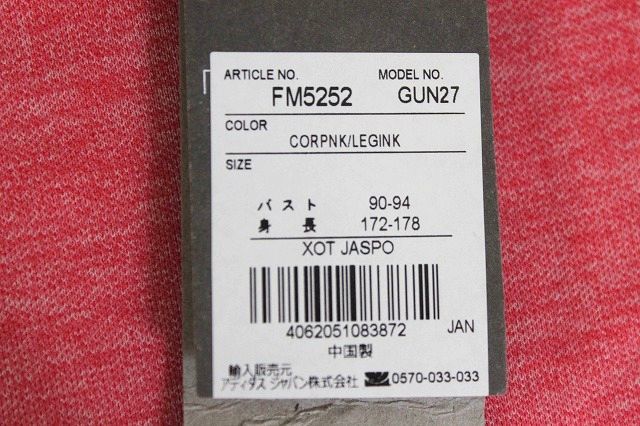 ARTICLE NO. MODEL NO.
FM5252 GUN27
COLOR
CORPNK/LEGINK
SIZE
バスト 90-94
身長 172-178
XOT JASPO
4062051083872 JAN
中国製
輸入販売元
アディダス ジャパン株式会社 0570-033-033